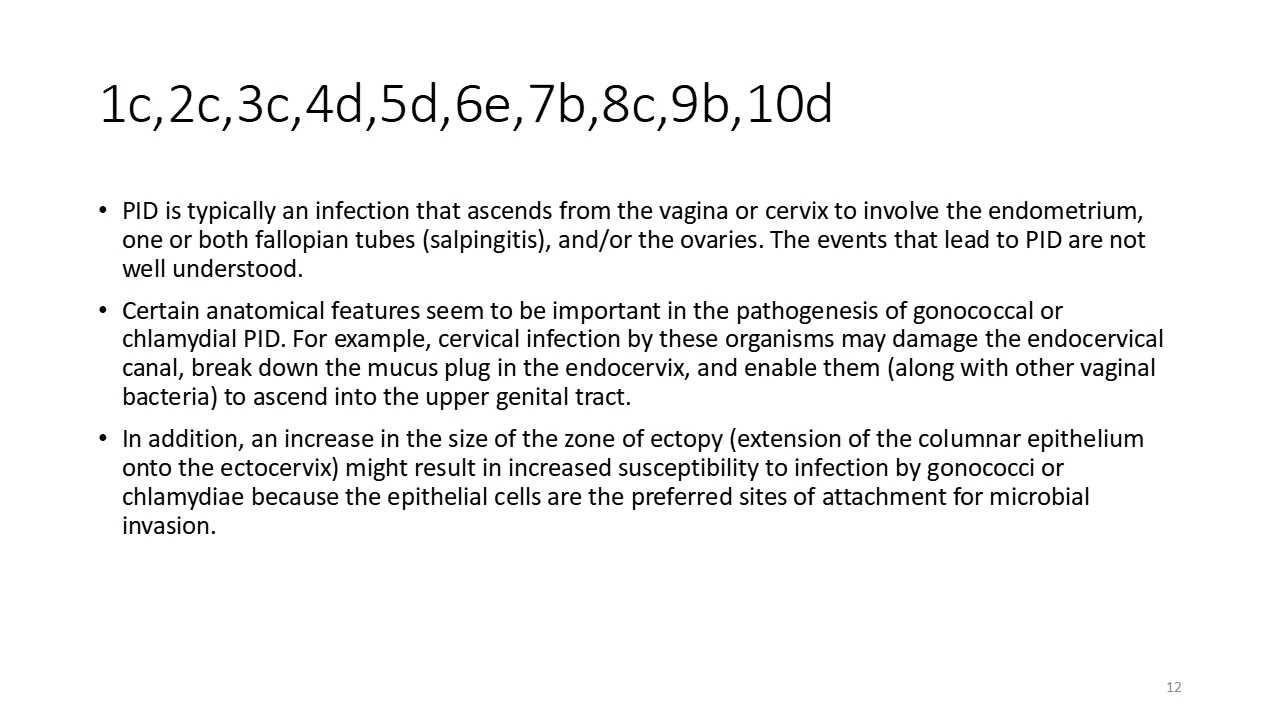 1c,2c,3c,4d,5d,6e,7b,8c,9b,10d
• PID is typically an infection that ascends from the vagina or cervix to involve the endometrium,
one or both fallopian tubes (salpingitis), and/or the ovaries. The events that lead to PID are not
well understood.
• Certain anatomical features seem to be important in the pathogenesis of gonococcal or
chlamydial PID. For example, cervical infection by these organisms may damage the endocervical
canal, break down the mucus plug in the endocervix, and enable them (along with other vaginal
bacteria) to ascend into the upper genital tract.
• In addition, an increase in the size of the zone of ectopy (extension of the columnar epithelium
onto the ectocervix) might result in increased susceptibility to infection by gonococci or
chlamydiae because the epithelial cells are the preferred sites of attachment for microbial
invasion.
12